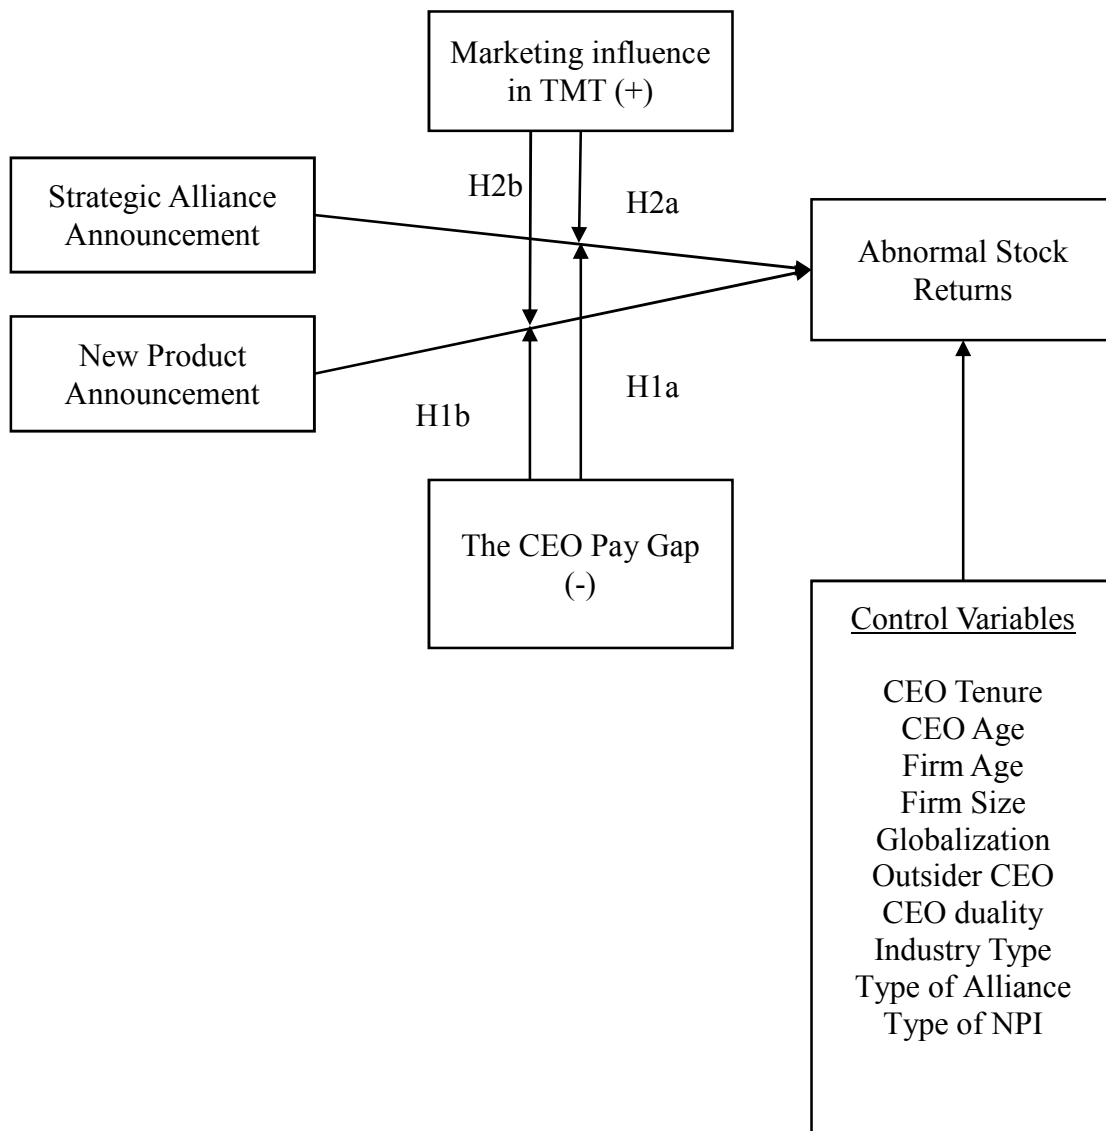 Marketing influence
in TMT (+)
Strategic Alliance
Announcement
H2b
H2a
Abnormal Stock
Returns
New Product
Announcement
H1b
H1a
The CEO Pay Gap
(-)
Control Variables
CEO Tenure
CEO Age
Firm Age
Firm Size
Globalization
Outsider CEO
CEO duality
Industry Type
Type of Alliance
Type of NPI